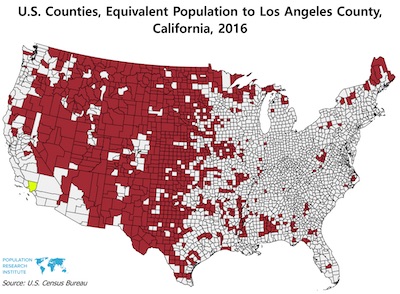 U.S. Counties, Equivalent Population to Los Angeles County,
California, 2016
POPULATION
RESEARCH
INSTITUTE
Source: U.S. Census Bureau